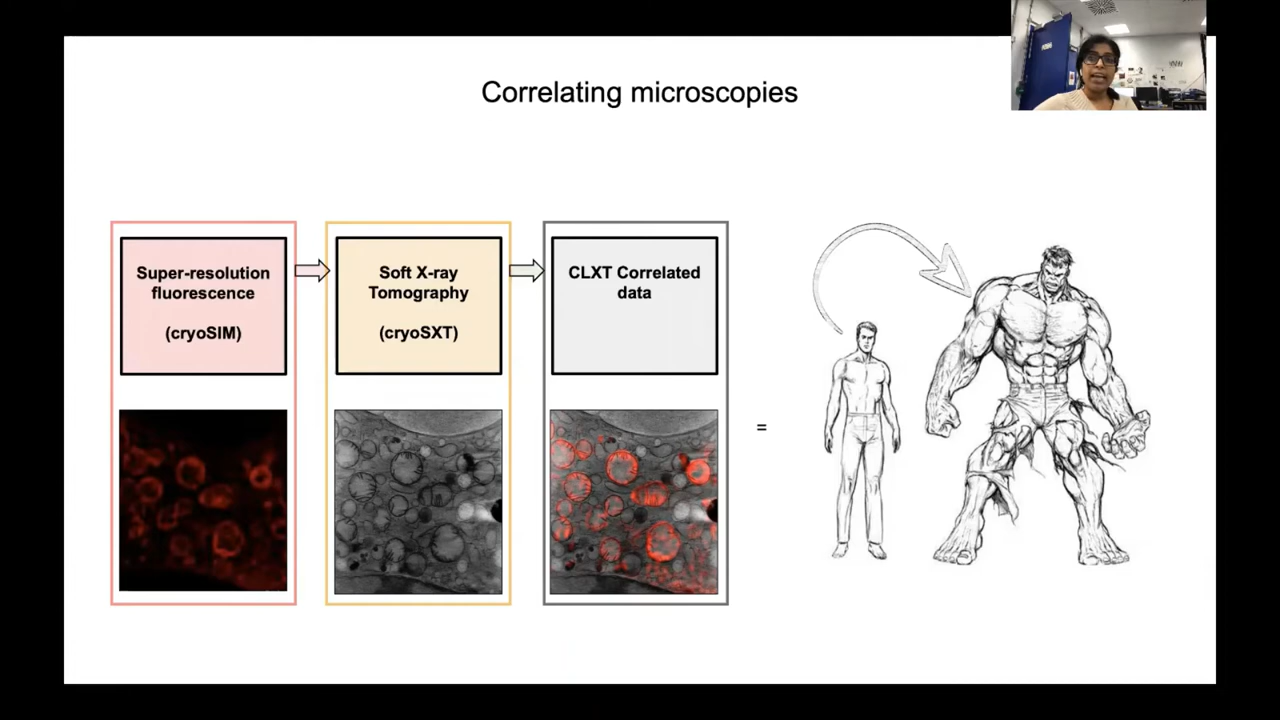 Correlating microscopies
Super-resolution
fluorescence
(cryoSIM)
Soft X-ray
Tomography
(cryoSXT)
CLXT Correlated
data
=